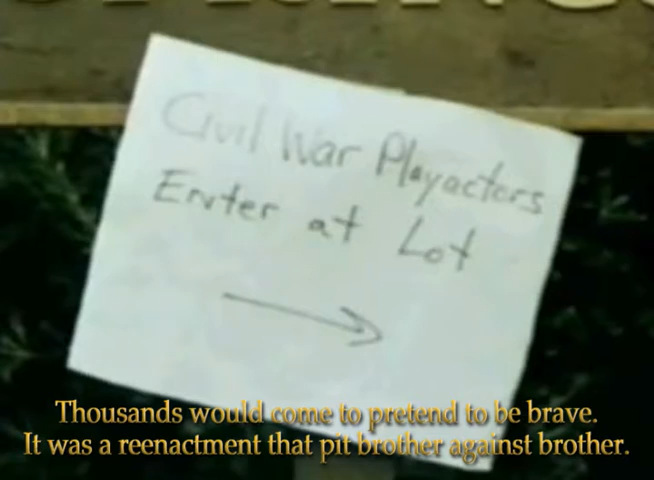 Civil War Playactors
Enter at Lot
Thousands would come to pretend to be brave.
It was a reenactment that pit brother against brother.